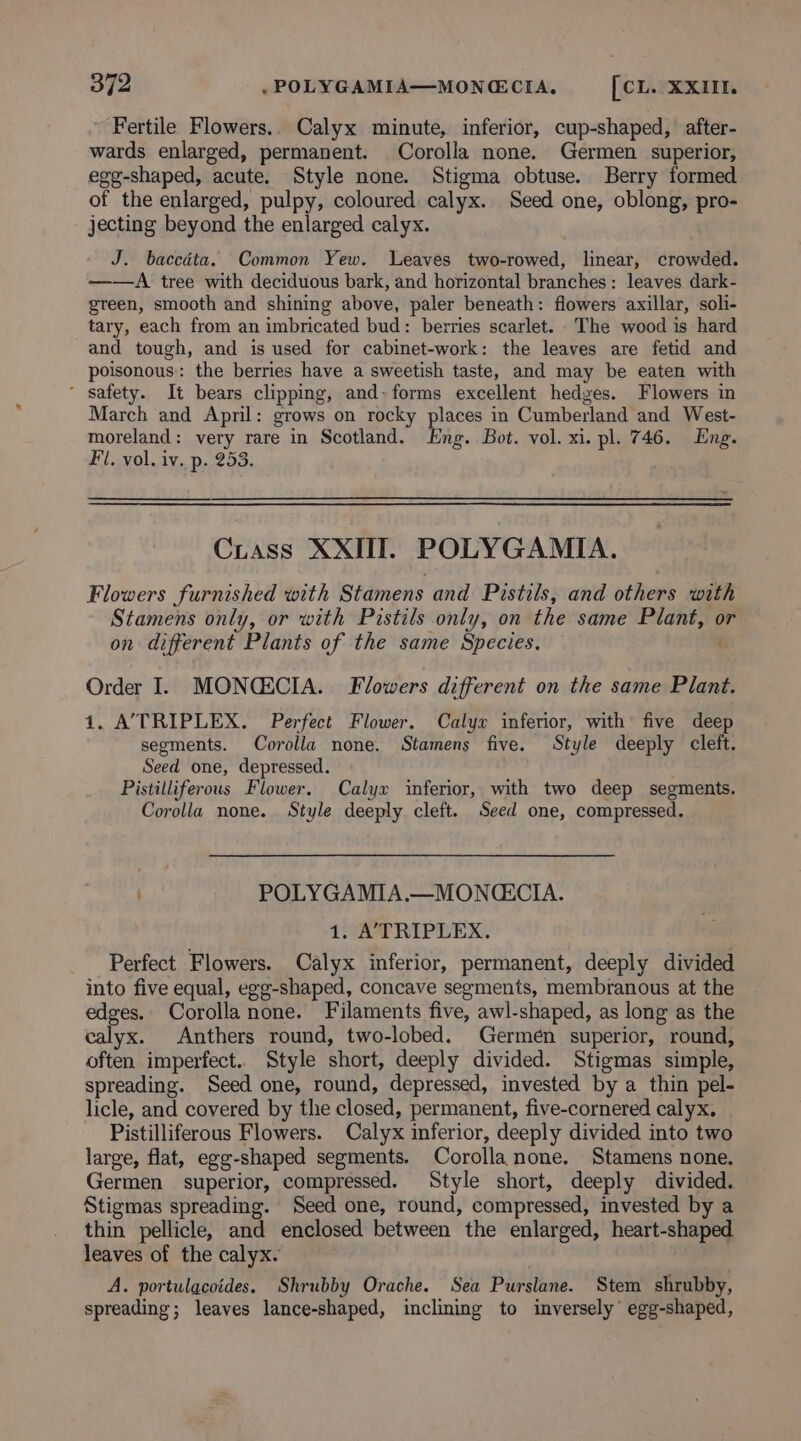 372 POLYGAMIA—MONŒCIA. [CL. XXIII.
Fertile Flowers. Calyx minute, inferior, cup-shaped, after-
wards enlarged, permanent. Corolla none. Germen superior,
egg-shaped, acute. Style none. Stigma obtuse. Berry formed
of the enlarged, pulpy, coloured calyx. Seed one, oblong, pro-
jecting beyond the enlarged calyx.
J. baccáta. Common Yew. Leaves two-rowed, linear, crowded.
——A tree with deciduous bark, and horizontal branches: leaves dark-
green, smooth and shining above, paler beneath: flowers axillar, soli-
tary, each from an imbricated bud: berries scarlet. The wood is hard
and tough, and is used for cabinet-work: the leaves are fetid and
poisonous: the berries have a sweetish taste, and may be eaten with
safety. It bears clipping, and forms excellent hedges. Flowers in
March and April: grows on rocky places in Cumberland and West-
moreland: very rare in Scotland. Eng. Bot. vol. xi. pl. 746. Eng.
Fl. vol. iv. p. 253.
Class XXIII. POLYGAMIA.
Flowers furnished with Stamens and Pistils, and others with
Stamens only, or with Pistils only, on the same Plant, or
on different Plants of the same Species.
Order I. MONŒCIA. Flowers different on the same Plant.
1. A'TRIPLEX. Perfect Flower. Calyx inferior, with five deep
segments. Corolla none. Stamens five. Style deeply cleft.
Seed one, depressed.
Pistilliferous Flower. Calyx inferior, with two deep segments.
Corolla none. Style deeply cleft. Seed one, compressed.
POLYGAMIA.—MONŒCIA.
1. A'TRIPLEX.
Perfect Flowers. Calyx inferior, permanent, deeply divided
into five equal, egg-shaped, concave segments, membranous at the
edges. Corolla none. Filaments five, awl-shaped, as long as the
calyx. Anthers round, two-lobed. Germen superior, round,
often imperfect. Style short, deeply divided. Stigmas simple,
spreading. Seed one, round, depressed, invested by a thin pel-
licle, and covered by the closed, permanent, five-cornered calyx.
Pistilliferous Flowers. Calyx inferior, deeply divided into two
large, flat, egg-shaped segments. Corolla none. Stamens none.
Germen superior, compressed. Style short, deeply divided.
Stigmas spreading. Seed one, round, compressed, invested by a
thin pellicle, and enclosed between the enlarged, heart-shaped
leaves of the calyx.
A. portulacoides. Shrubby Orache. Sea Purslane. Stem shrubby,
spreading; leaves lance-shaped, inclining to inversely egg-shaped,